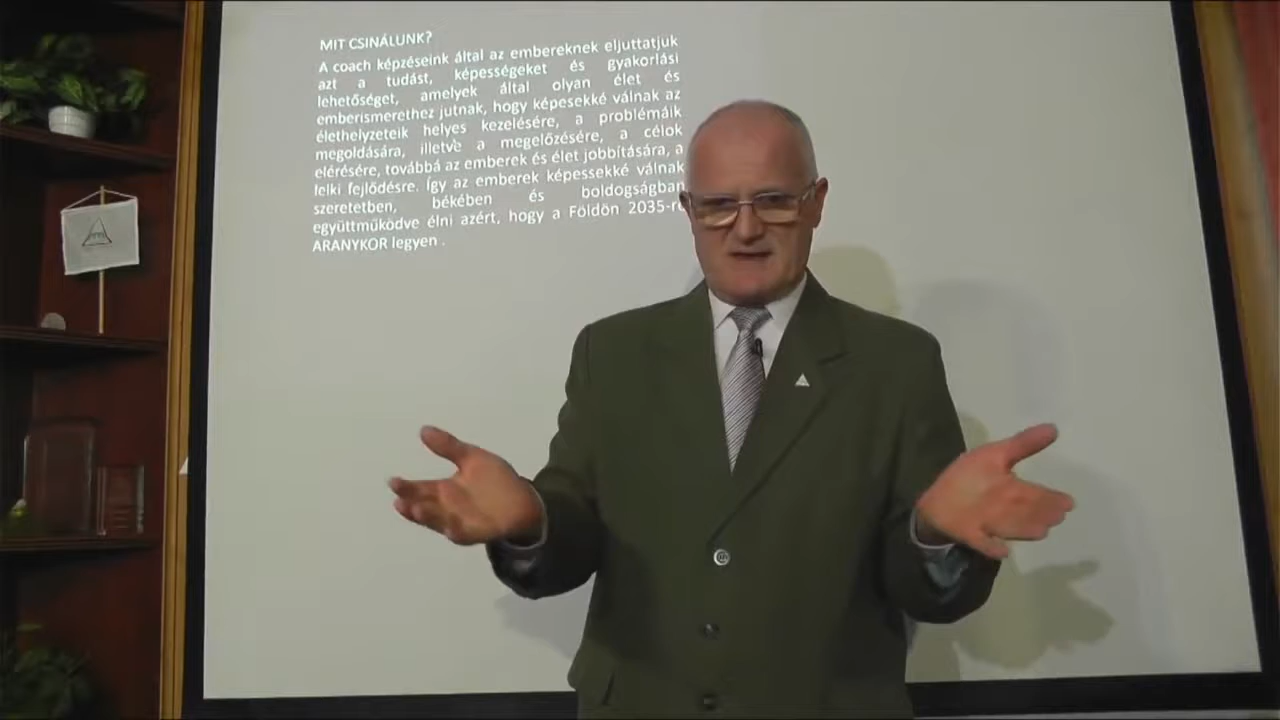 MIT CSINÁLUNK?
A coach képzéseink által az embereknek eljuttatjuk
azt a tudást, képességeket és gyakorlási
lehetőséget, amelyek által olyan élet és
emberismerethez jutnak, hogy képesekké válnak az
élethelyzeteik helyes kezelésére, a problémáik
megoldására, illetve a megelőzésére, a célok
elérésére, továbbá az emberek és élet jobbítására, a
lelki fejlődésre. Így az emberek képessekké válnak
szeretetben, békében és boldogságban
együttműködve élni azért, hogy a Földön 2035-re
ARANYKOR legyen .